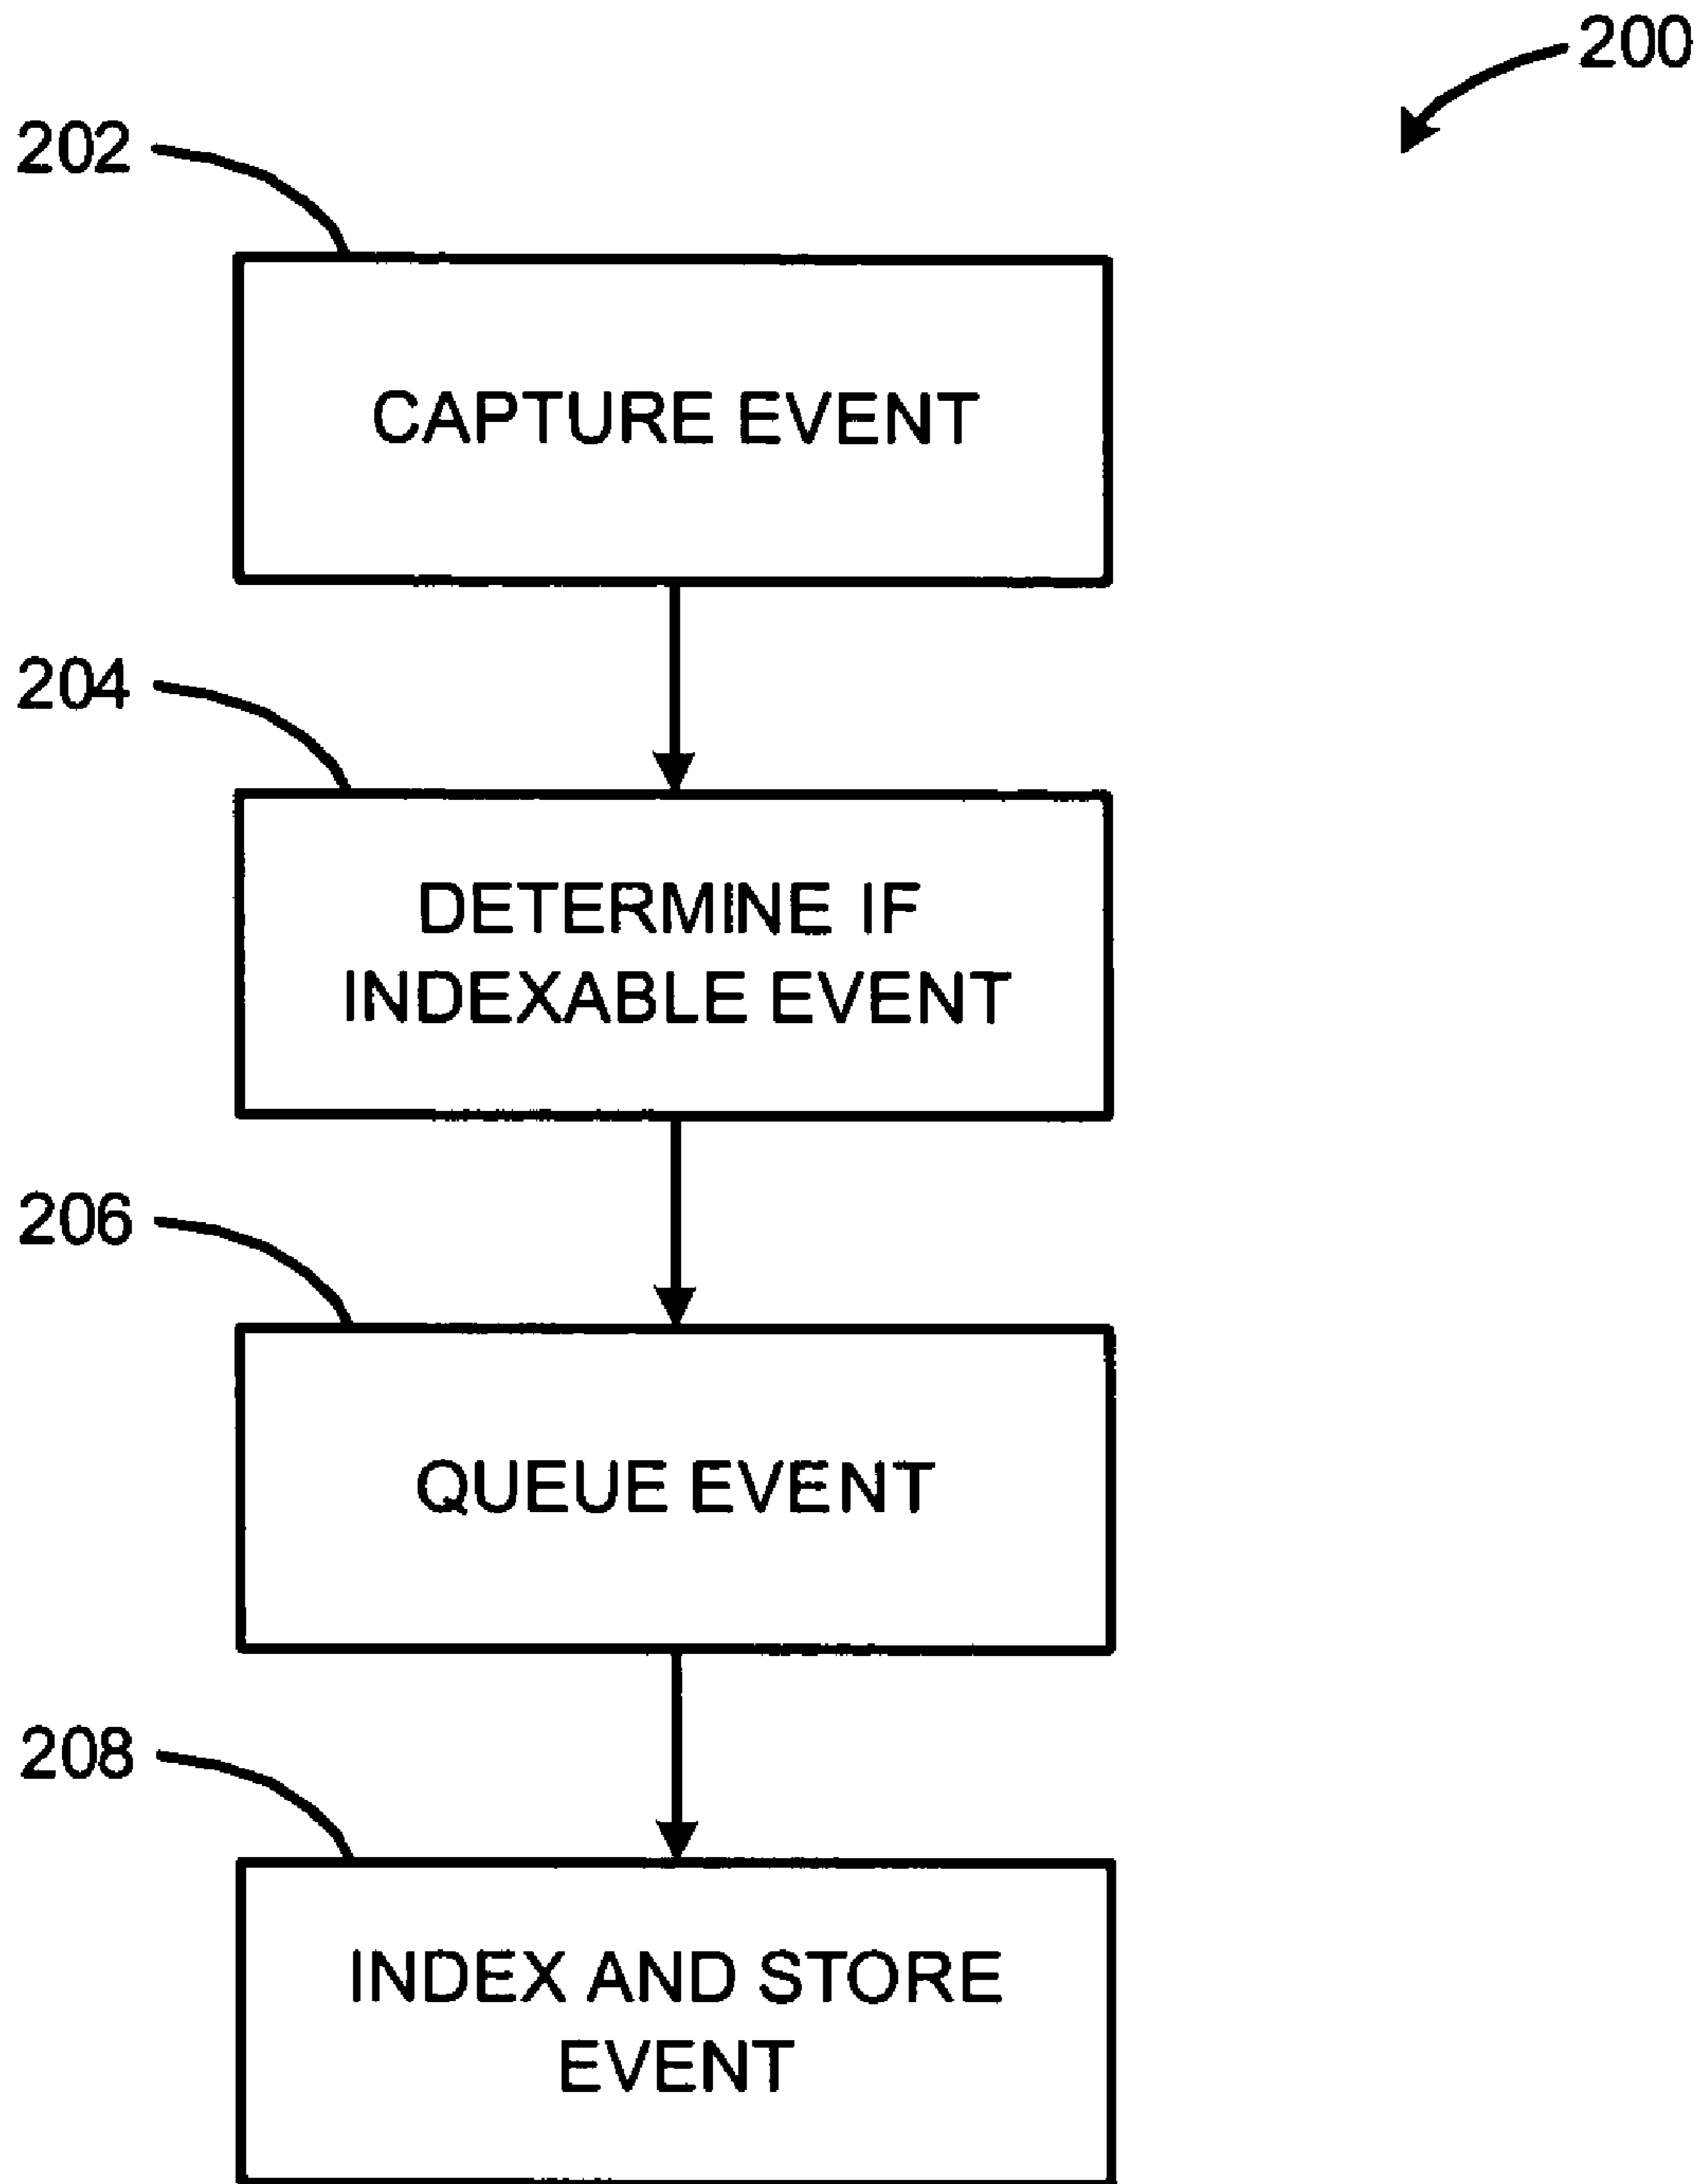 200
202
CAPTURE EVENT
204
DETERMINE IF
INDEXABLE EVENT
206
QUEUE EVENT
208
INDEX AND STORE
EVENT